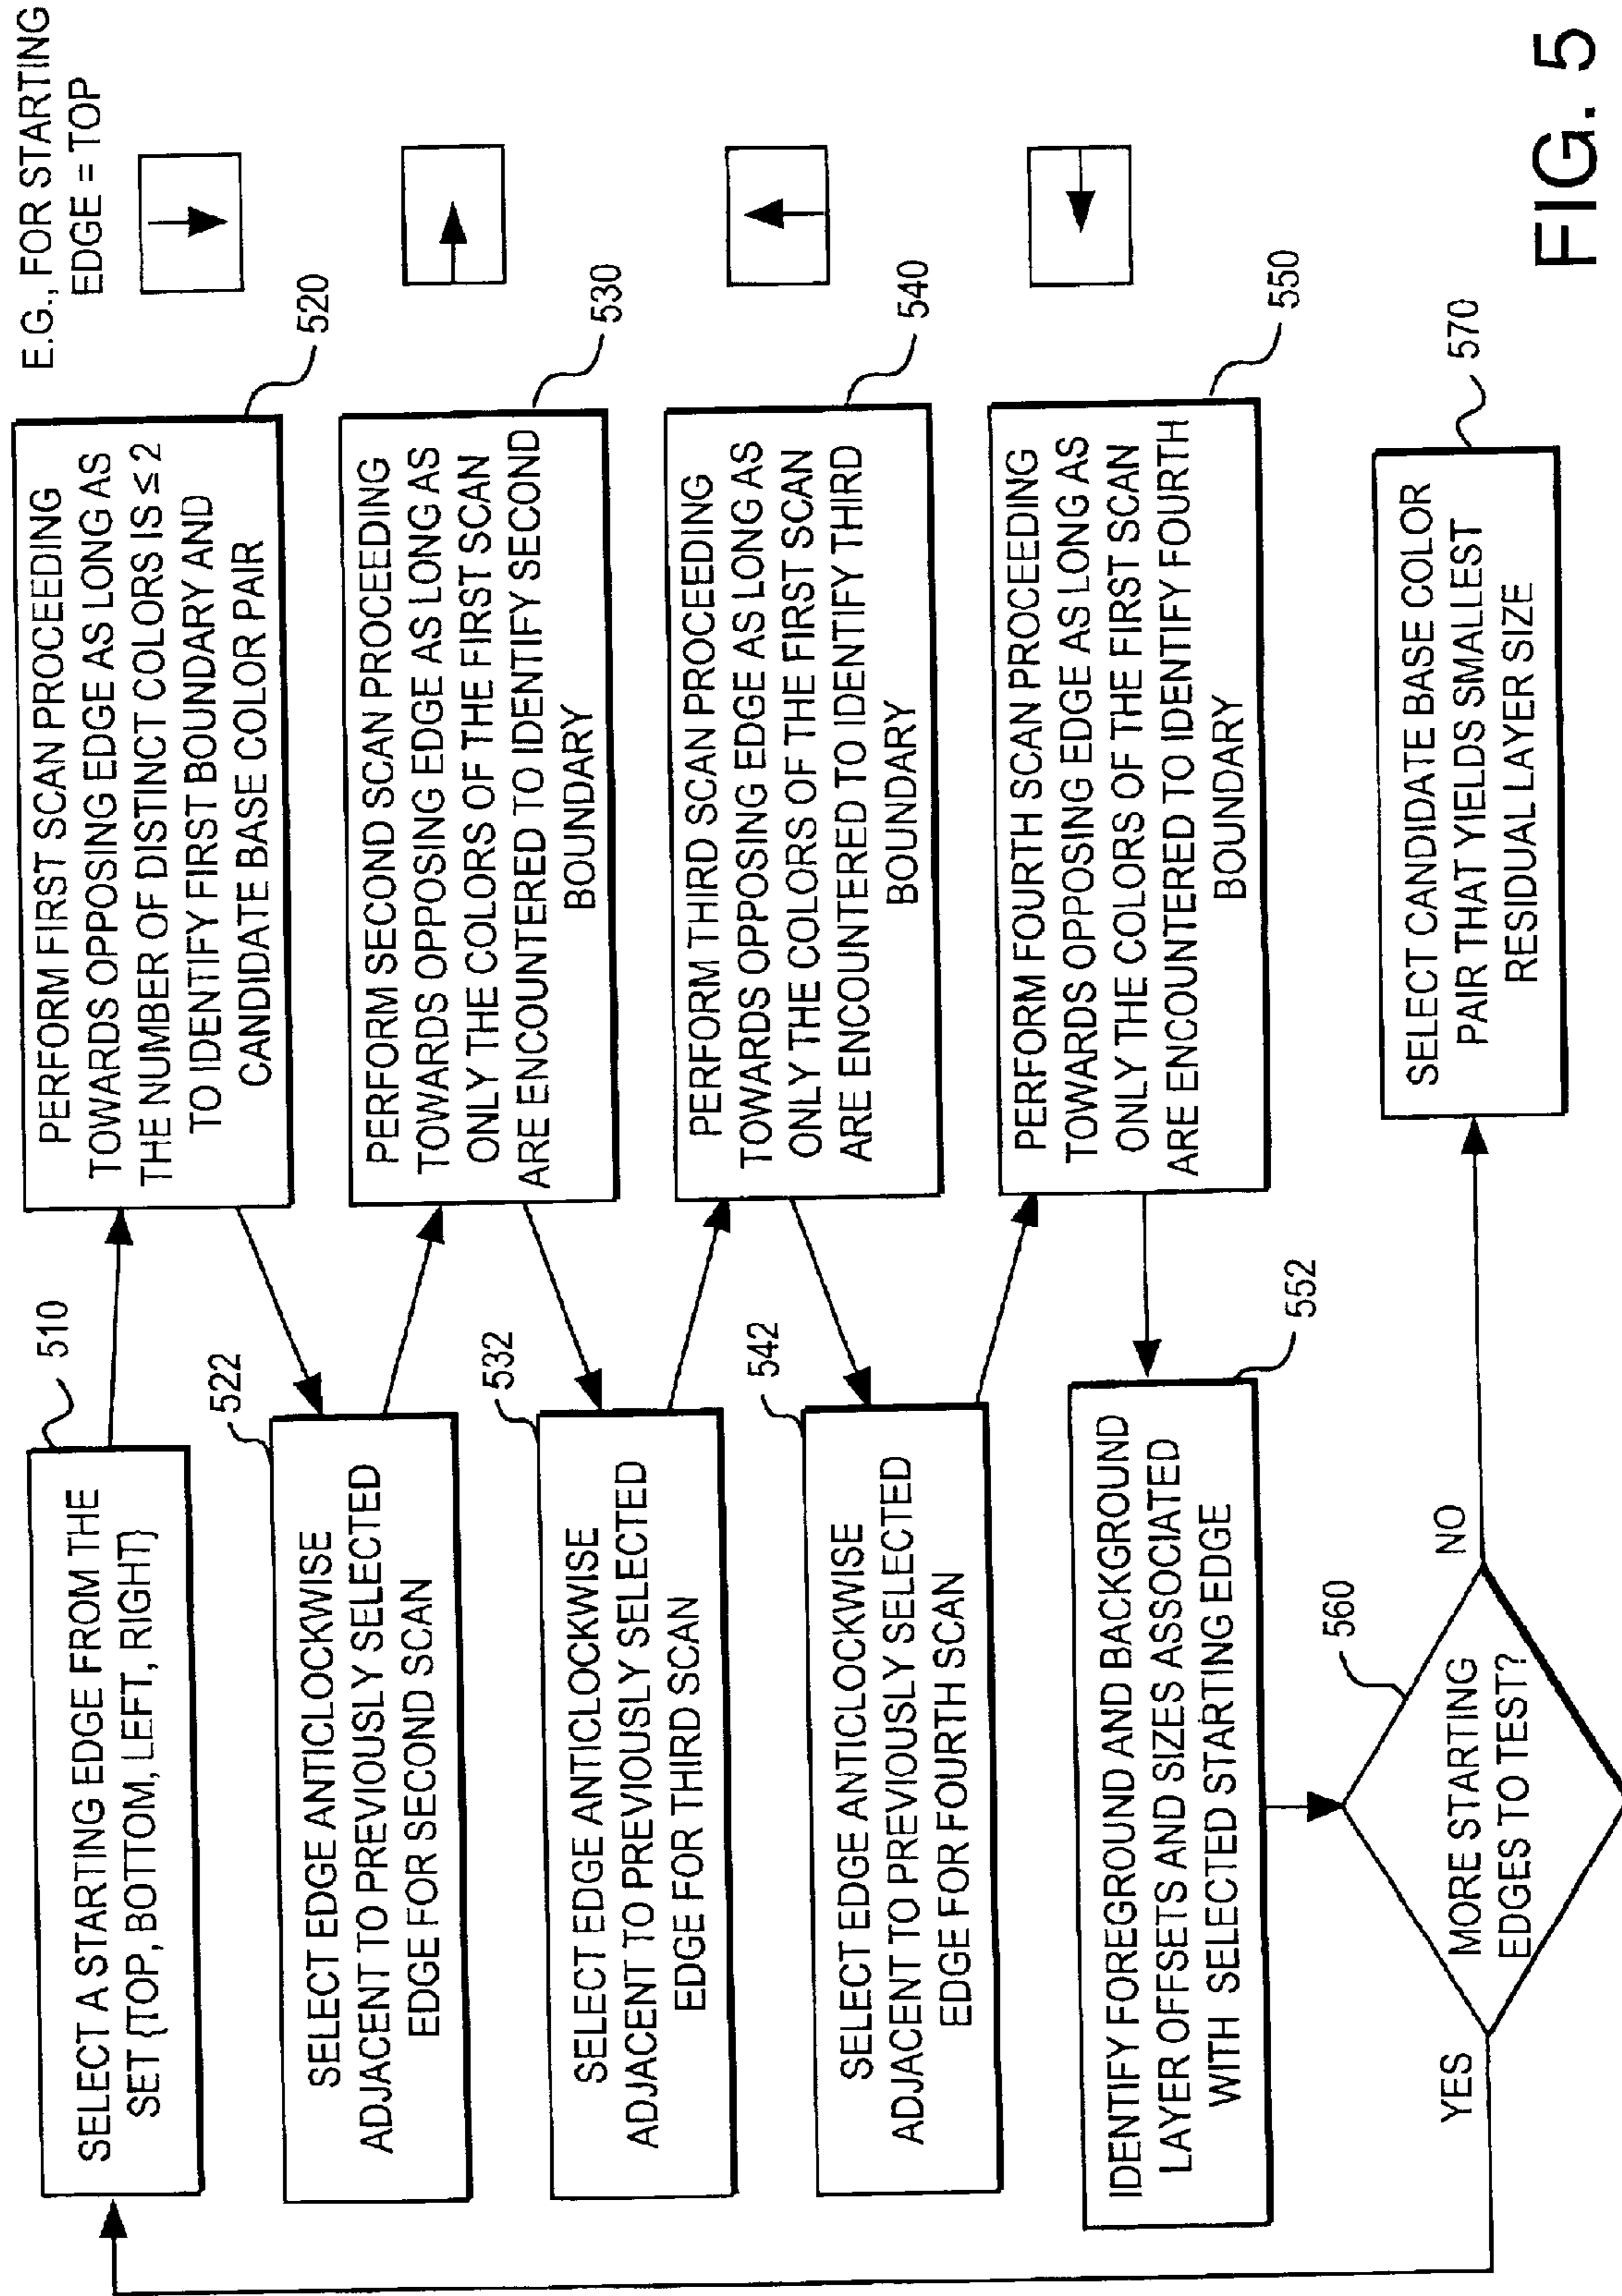 E.G., FOR STARTING
EDGE = TOP
510
SELECT A STARTING EDGE FROM THE
SET {TOP, BOTTOM, LEFT, RIGHT}
PERFORM FIRST SCAN PROCEEDING
TOWARDS OPPOSING EDGE AS LONG AS
THE NUMBER OF DISTINCT COLORS IS ≤ 2
TO IDENTIFY FIRST BOUNDARY AND
CANDIDATE BASE COLOR PAIR
520
522
SELECT EDGE ANTICLOCKWISE
ADJACENT TO PREVIOUSLY SELECTED
EDGE FOR SECOND SCAN
PERFORM SECOND SCAN PROCEEDING
TOWARDS OPPOSING EDGE AS LONG AS
ONLY THE COLORS OF THE FIRST SCAN
ARE ENCOUNTERED TO IDENTIFY SECOND
BOUNDARY
530
532
SELECT EDGE ANTICLOCKWISE
ADJACENT TO PREVIOUSLY SELECTED
EDGE FOR THIRD SCAN
PERFORM THIRD SCAN PROCEEDING
TOWARDS OPPOSING EDGE AS LONG AS
ONLY THE COLORS OF THE FIRST SCAN
ARE ENCOUNTERED TO IDENTIFY THIRD
BOUNDARY
540
542
SELECT EDGE ANTICLOCKWISE
ADJACENT TO PREVIOUSLY SELECTED
EDGE FOR FOURTH SCAN
PERFORM FOURTH SCAN PROCEEDING
TOWARDS OPPOSING EDGE AS LONG AS
ONLY THE COLORS OF THE FIRST SCAN
ARE ENCOUNTERED TO IDENTIFY FOURTH
BOUNDARY
550
552
IDENTIFY FOREGROUND AND BACKGROUND
LAYER OFFSETS AND SIZES ASSOCIATED
WITH SELECTED STARTING EDGE
560
MORE STARTING
EDGES TO TEST?
YES
NO
570
SELECT CANDIDATE BASE COLOR
PAIR THAT YIELDS SMALLEST
RESIDUAL LAYER SIZE
FIG. 5